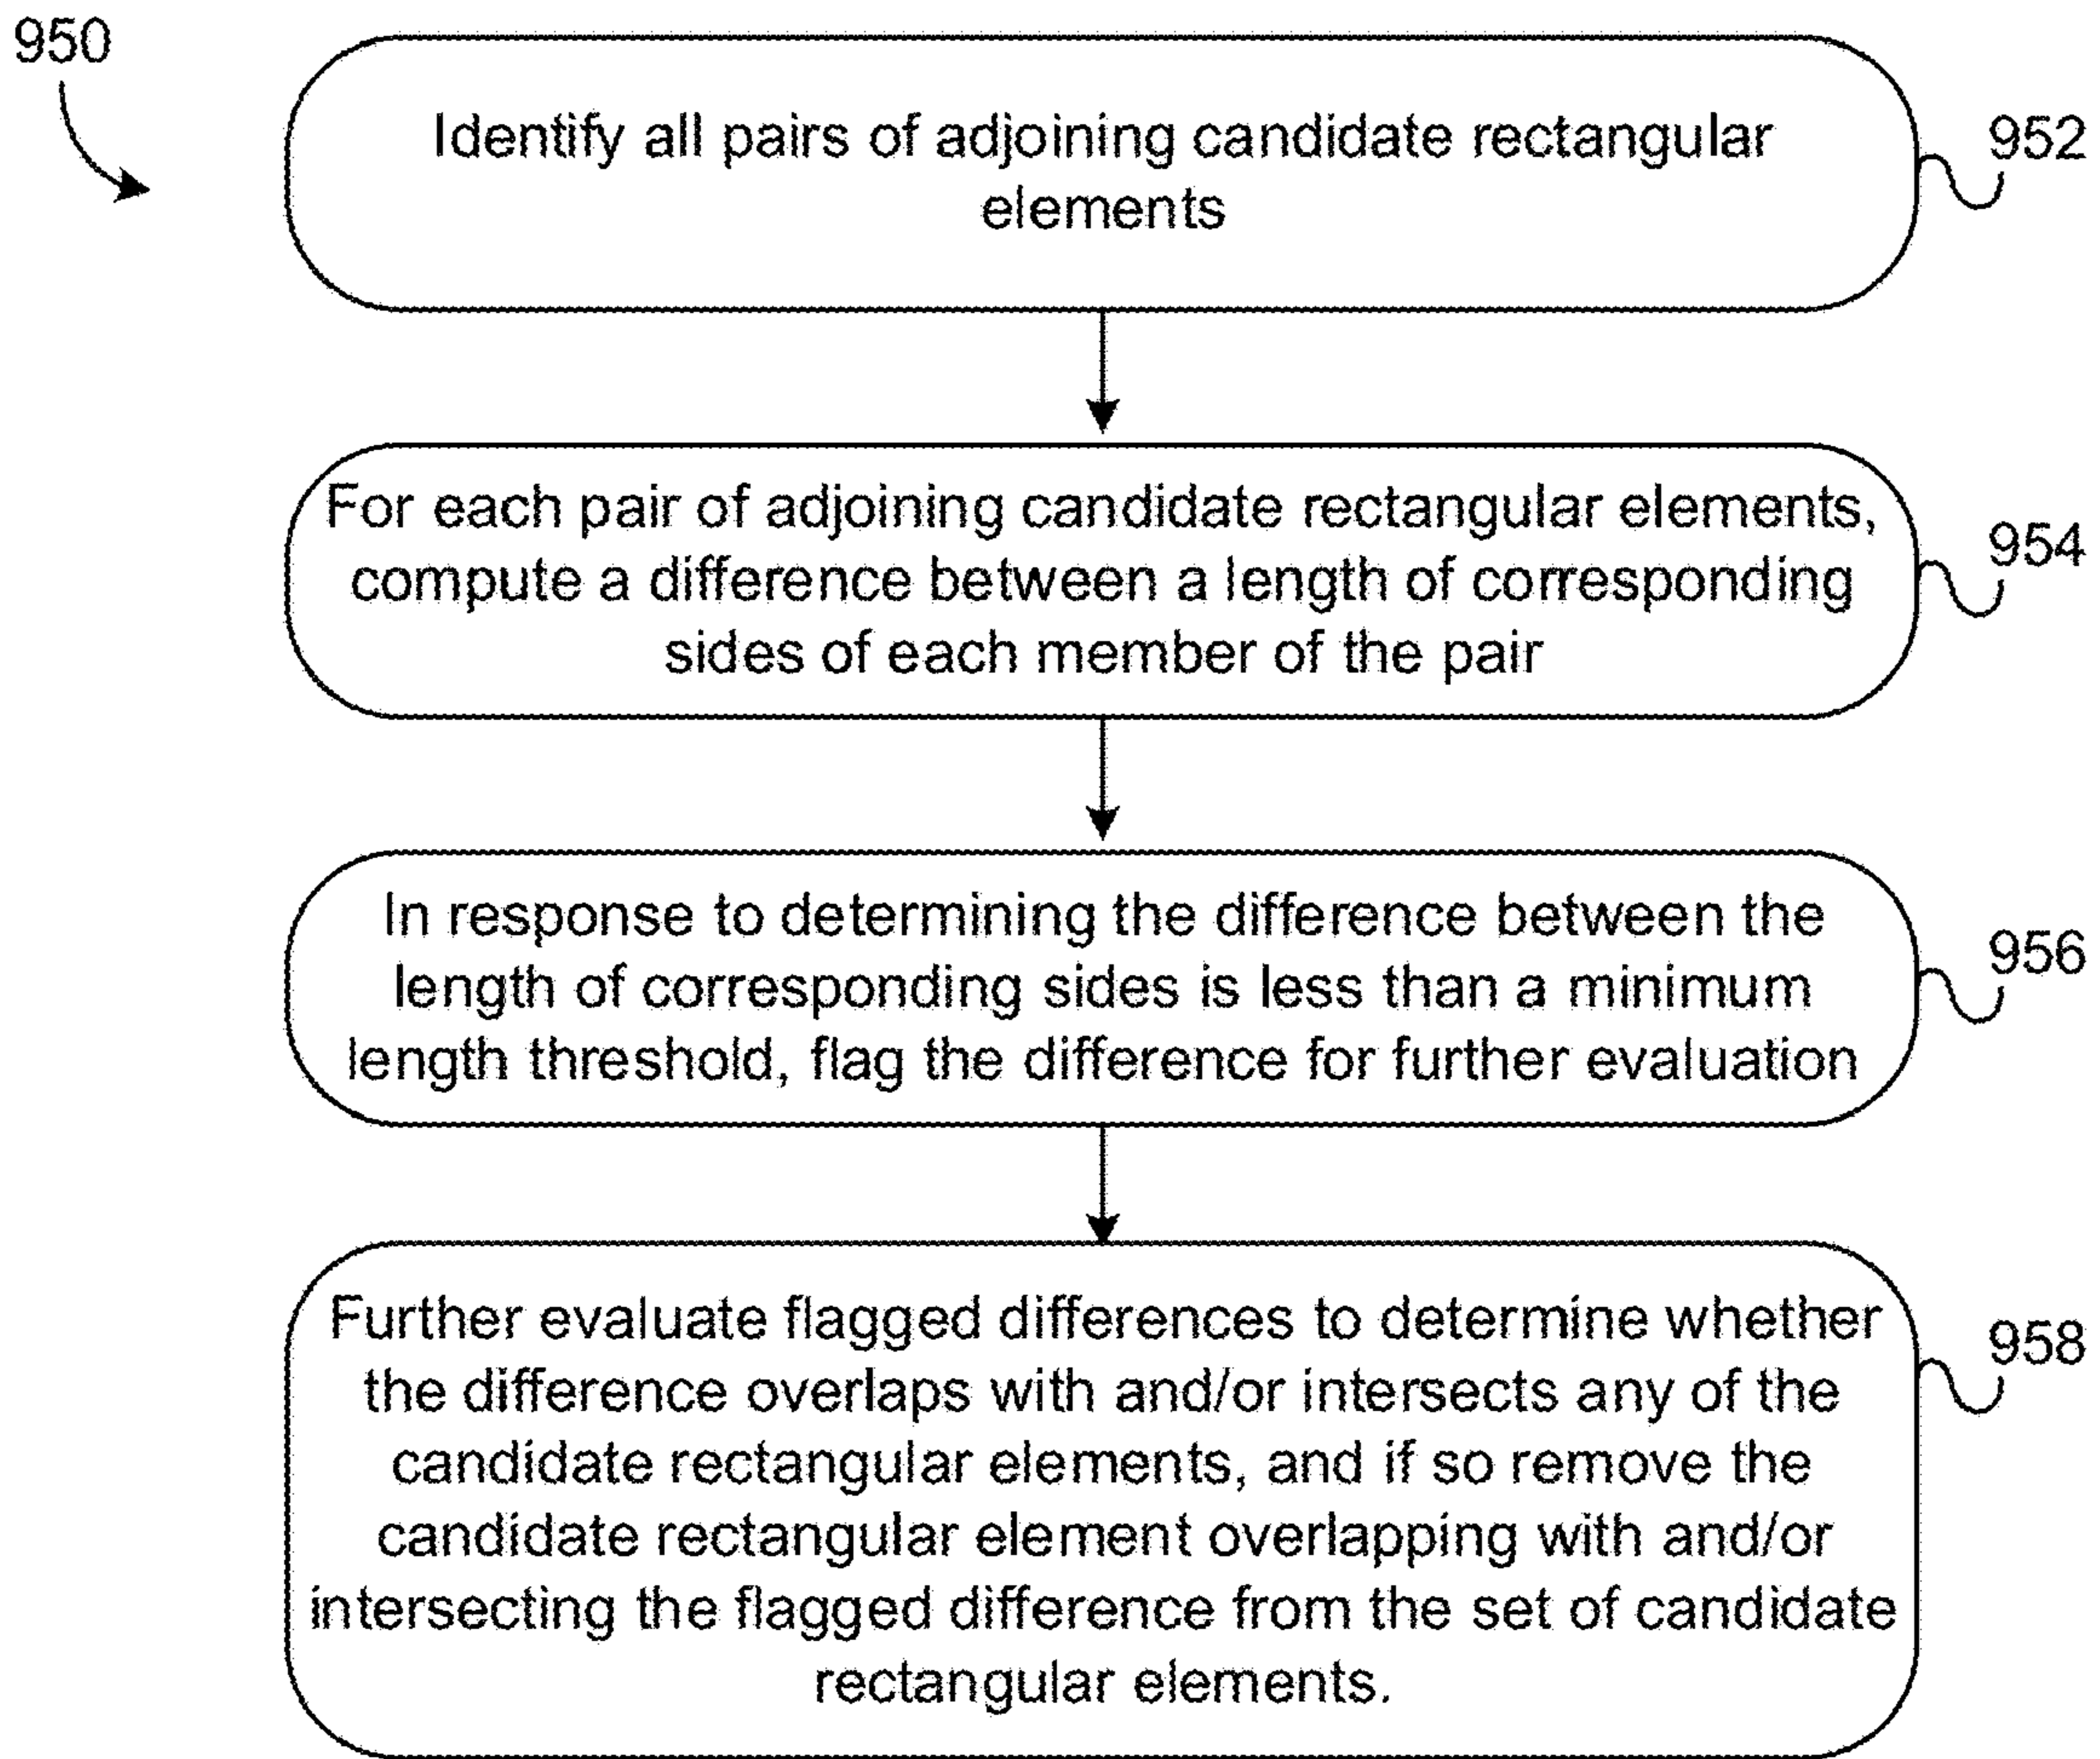 950
Identify all pairs of adjoining candidate rectangular
elements
952
For each pair of adjoining candidate rectangular elements,
compute a difference between a length of corresponding
sides of each member of the pair
954
In response to determining the difference between the
length of corresponding sides is less than a minimum
length threshold, flag the difference for further evaluation
956
Further evaluate flagged differences to determine whether
the difference overlaps with and/or intersects any of the
candidate rectangular elements, and if so remove the
candidate rectangular element overlapping with and/or
intersecting the flagged difference from the set of candidate
rectangular elements.
958